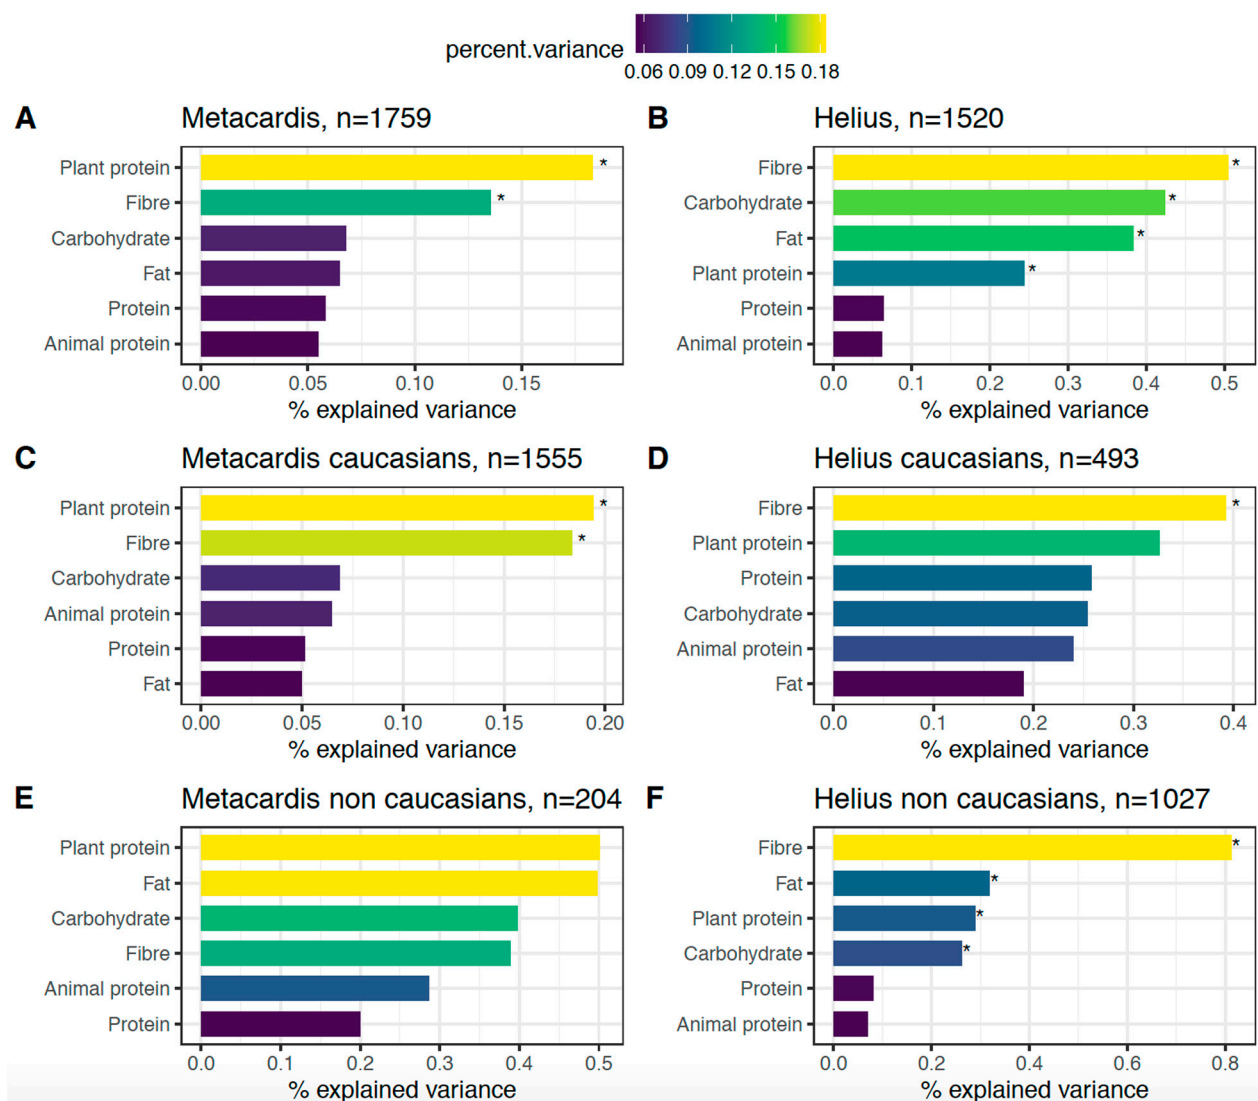 percent.variance
0.06 0.09 0.12 0.15 0.18
A Metacardis, n=1759
Plant protein *
Fibre *
Carbohydrate
Fat
Protein
Animal protein
0.00 0.05 0.10 0.15
% explained variance
B Helius, n=1520
Fibre *
Carbohydrate *
Fat *
Plant protein *
Protein
Animal protein
0.0 0.1 0.2 0.3 0.4 0.5
% explained variance
C Metacardis caucasians, n=1555
Plant protein *
Fibre *
Carbohydrate
Animal protein
Protein
Fat
0.00 0.05 0.10 0.15 0.20
% explained variance
D Helius caucasians, n=493
Fibre *
Plant protein
Protein
Carbohydrate
Animal protein
Fat
0.0 0.1 0.2 0.3 0.4
% explained variance
E Metacardis non caucasians, n=204
Plant protein
Fat
Carbohydrate
Fibre
Animal protein
Protein
0.0 0.1 0.2 0.3 0.4 0.5
% explained variance
F Helius non caucasians, n=1027
Fibre *
Fat *
Plant protein *
Carbohydrate *
Protein
Animal protein
0.0 0.2 0.4 0.6 0.8
% explained variance